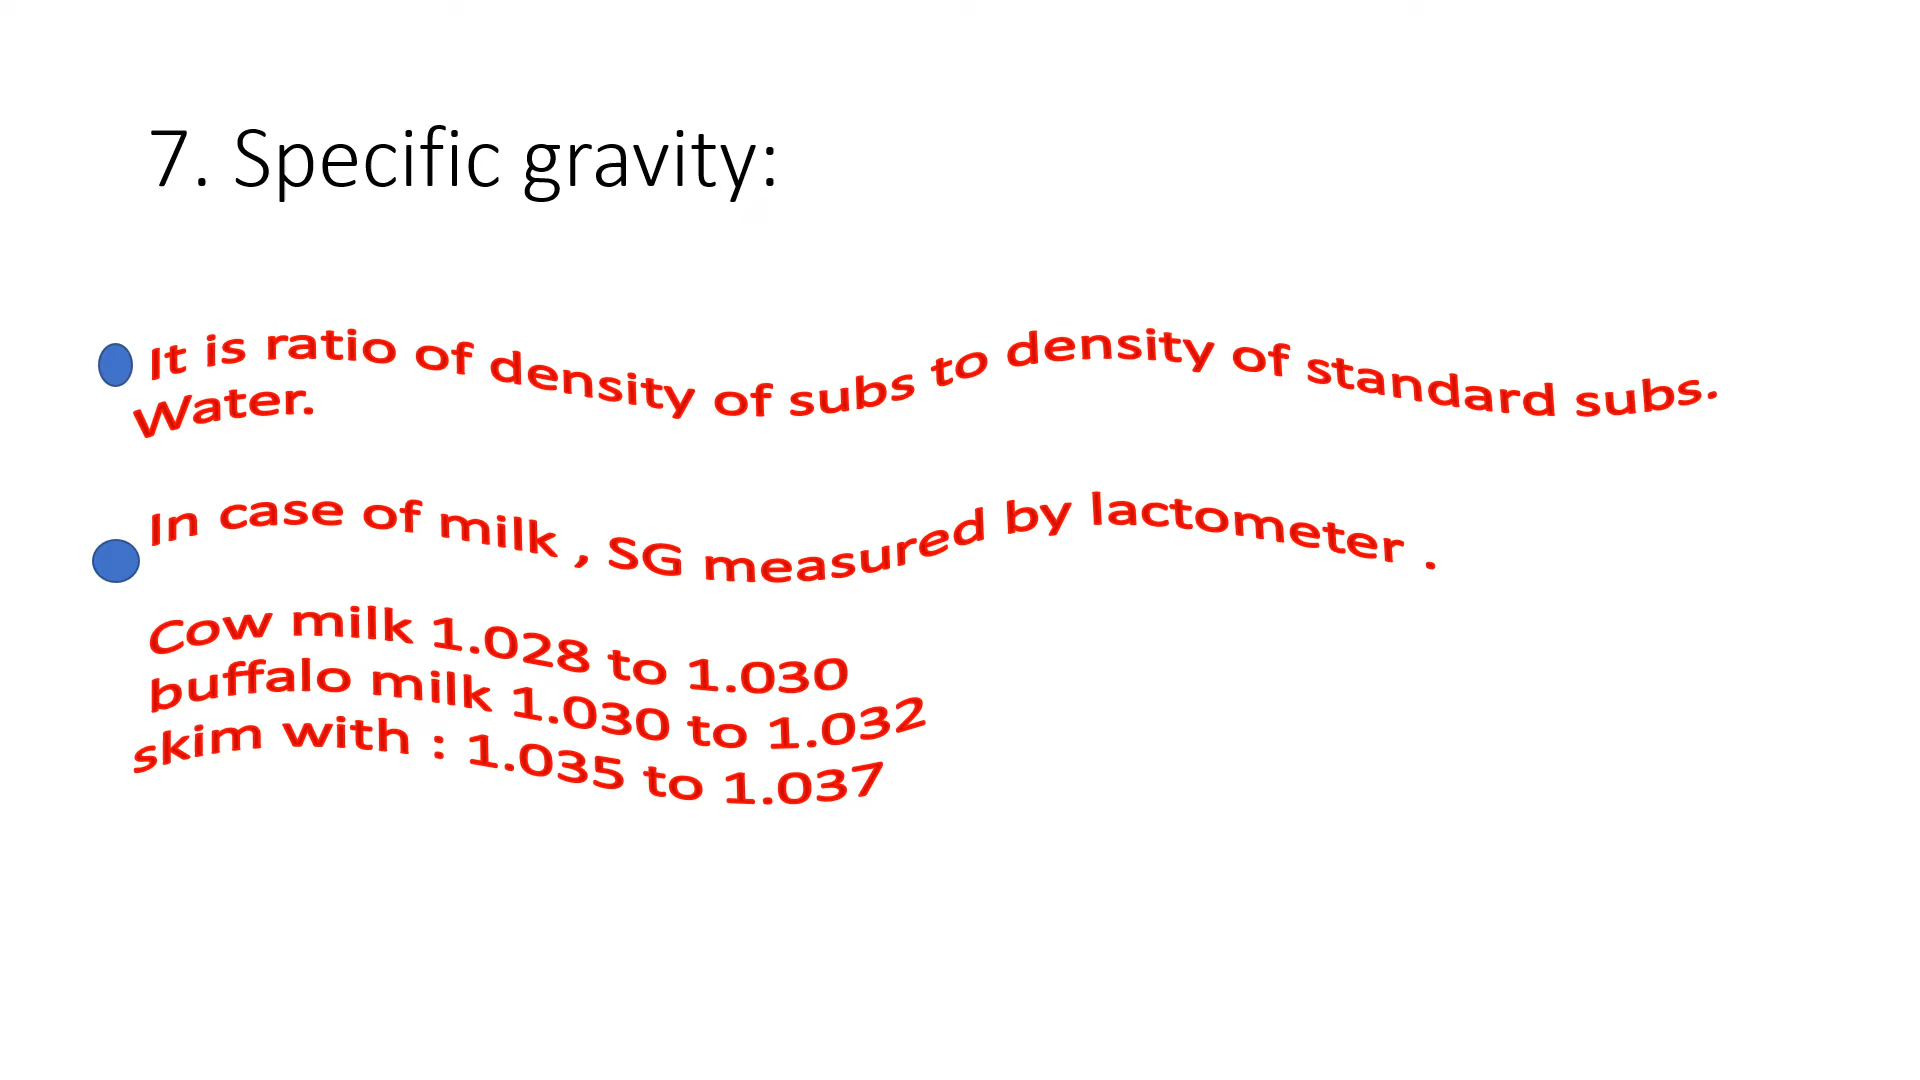 7. Specific gravity:
It is ratio of density of subs to density of standard subs.
Water.
In case of milk , SG measured by lactometer .
Cow milk 1.028 to 1.030
buffalo milk 1.030 to 1.032
skim with : 1.035 to 1.037